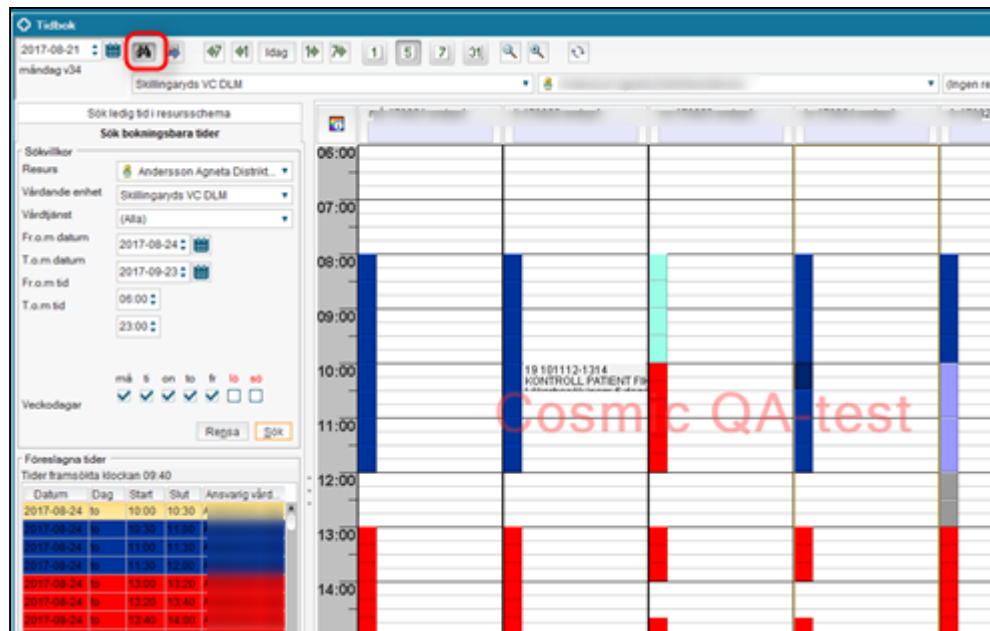 Tidbok
2017-08-21 Idag 1 5 7 31
måndag v34
Skillingaryds VC DLM (Ingen re
Sök ledig tid i resursschema
Sök bokningsbara tider
Sökvillkor
Resurs Andersson Agneta Distrikt...
Vårdande enhet Skillingaryds VC DLM
Vårdtjänst (Alla)
Fr.o.m datum 2017-08-24
T.o.m datum 2017-09-23
Fr.o.m tid 06:00
T.o.m tid 23:00
må ti on to fr lö sö
Veckodagar
Rensa Sök
Föreslagna tider
Tider framsökta klockan 09:40
Datum Dag Start Slut Ansvarig vård...
2017-08-24 to 10:00 10:30
2017-08-24 to 10:30 11:00
2017-08-24 to 11:00 11:30
2017-08-24 to 11:30 12:00
2017-08-24 to 13:00 13:20
2017-08-24 to 13:20 13:40
2017-08-24 to 13:40 14:00
06:00
07:00
08:00
09:00
10:00
19 101112-1314
KONTROLL PATIENT
Cosmic QA-test
11:00
12:00
13:00
14:00